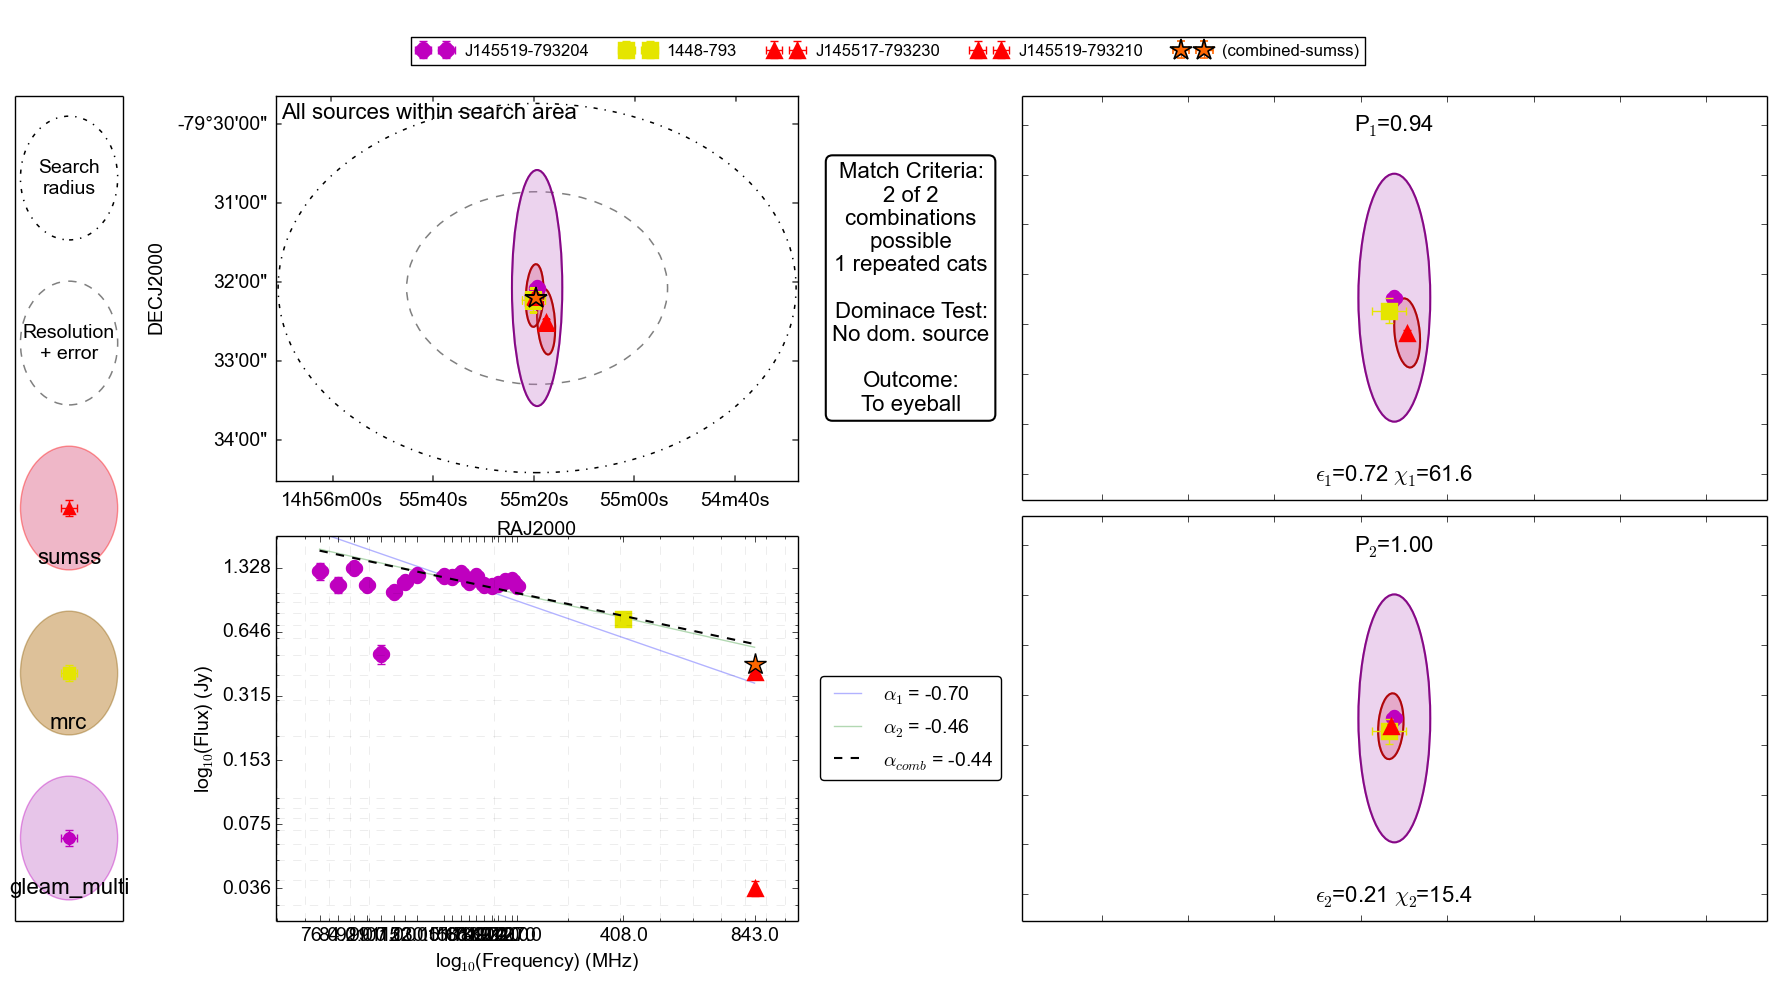 J145519-793204 1448-793 J145517-793230 J145519-793210 (combined-sumss)
Search
radius
Resolution
+ error
sumss
mrc
gleam_multi
All sources within search area
DECJ2000
-79°30'00"
31'00"
32'00"
33'00"
34'00"
14h56m00s 55m40s 55m20s 55m00s 54m40s
RAJ2000
Match Criteria:
2 of 2
combinations
possible
1 repeated cats
Dominace Test:
No dom. source
Outcome:
To eyeball
P1=0.94
ϵ1=0.72 χ1=61.6
P2=1.00
ϵ2=0.21 χ2=15.4
log10(Flux) (Jy)
1.328
0.646
0.315
0.153
0.075
0.036
408.0 843.0
log10(Frequency) (MHz)
α1 = -0.70
α2 = -0.46
αcomb = -0.44